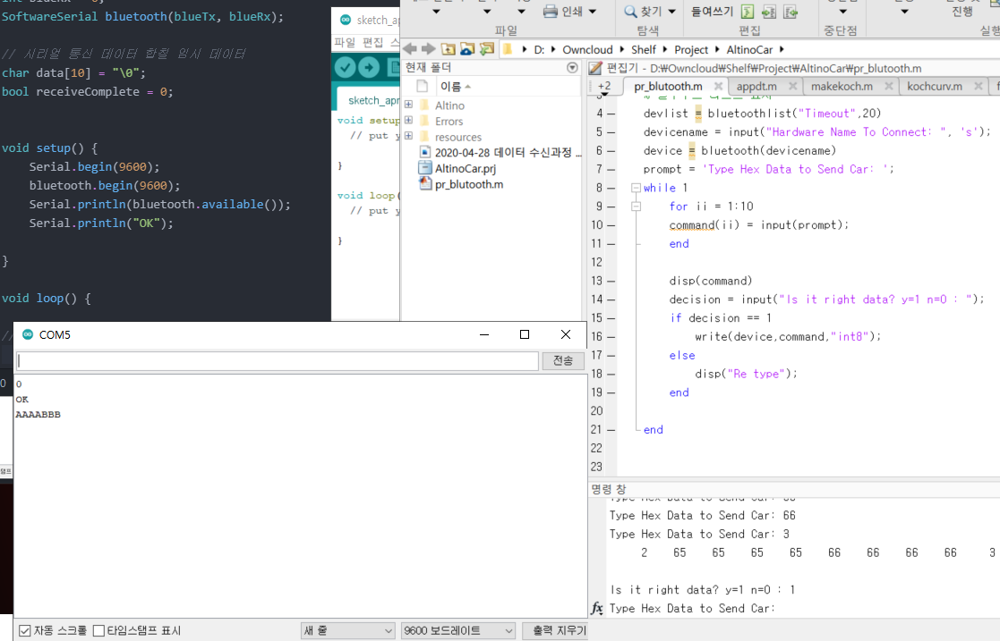 SoftwareSerial bluetooth(blueTx, blueRx);
// 시리얼 통신 데이터 합칠 임시 데이터
char data[10] = "\0";
bool receiveComplete = 0;
void setup() {
Serial.begin(9600);
bluetooth.begin(9600);
Serial.println(bluetooth.available());
Serial.println("OK");
}
void loop() {
//
0
sketch_apr
파일 편집 스
sketch_apr
void setup
// put y
}
void loop(
// put y
}
인쇄
찾기
들여쓰기
진행
파일
탐색
편집
중단점
실행
D: Owncloud Shelf Project AltinoCar
현재 폴더
이름
Altino
Errors
resources
2020-04-28 데이터 수신과정 ...
AltinoCar.prj
pr_blutooth.m
편집기 - D:₩Owncloud₩Shelf₩Project₩AltinoCar₩pr_blutooth.m
+2 pr_blutooth.m appdt.m makekoch.m kochcurv.m
4 devlist = bluetoothlist("Timeout",20)
5 devicename = input("Hardware Name To Connect: ", 's');
6 device = bluetooth(devicename)
7 prompt = 'Type Hex Data to Send Car: ';
8 while 1
9 for ii = 1:10
10 command(ii) = input(prompt);
11 end
12
13 disp(command)
14 decision = input("Is it right data? y=1 n=0 : ");
15 if decision == 1
16 write(device,command,"int8");
17 else
18 disp("Re type");
19 end
20
21 end
22
23
명령 창
Type Hex Data to Send Car: 66
Type Hex Data to Send Car: 3
2 65 65 65 65 66 66 66 66 3
Is it right data? y=1 n=0 : 1
fx Type Hex Data to Send Car:
COM5
전송
0
OK
AAAABBB
자동 스크롤 타임스탬프 표시
새 줄
9600 보드레이트
출력 지우기